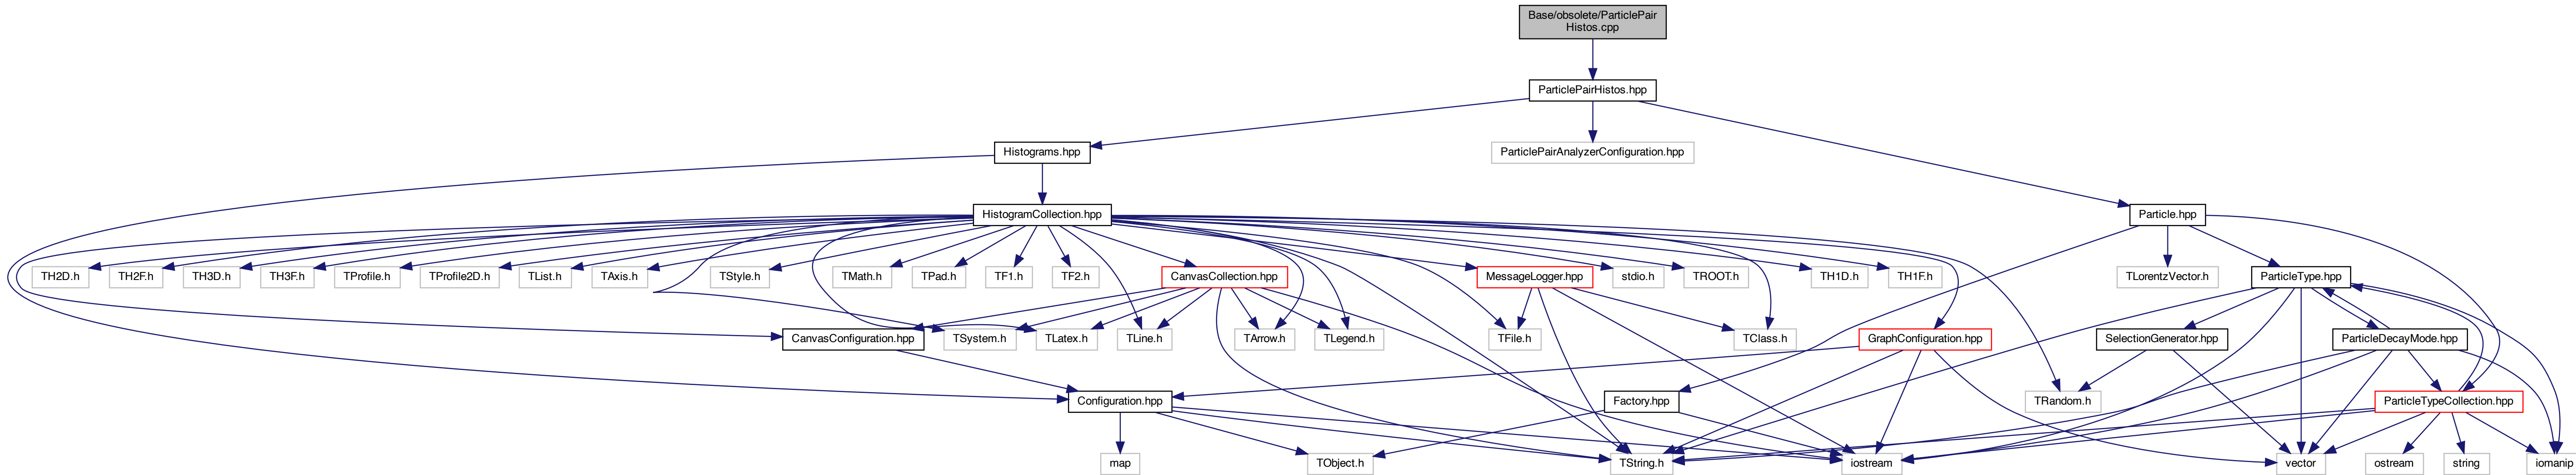 Base/obsolete/ParticlePair
Histos.cpp
ParticlePairHistos.hpp
Histograms.hpp
ParticlePairAnalyzerConfiguration.hpp
HistogramCollection.hpp
Particle.hpp
TH2D.h
TH2F.h
TH3D.h
TH3F.h
TProfile.h
TProfile2D.h
TList.h
TAxis.h
TStyle.h
TMath.h
TPad.h
TF1.h
TF2.h
CanvasCollection.hpp
MessageLogger.hpp
stdio.h
TROOT.h
TH1D.h
TH1F.h
TLorentzVector.h
ParticleType.hpp
CanvasConfiguration.hpp
TSystem.h
TLatex.h
TLine.h
TArrow.h
TLegend.h
TFile.h
TClass.h
GraphConfiguration.hpp
SelectionGenerator.hpp
ParticleDecayMode.hpp
Configuration.hpp
Factory.hpp
TRandom.h
ParticleTypeCollection.hpp
map
TObject.h
TString.h
iostream
vector
ostream
string
iomanip